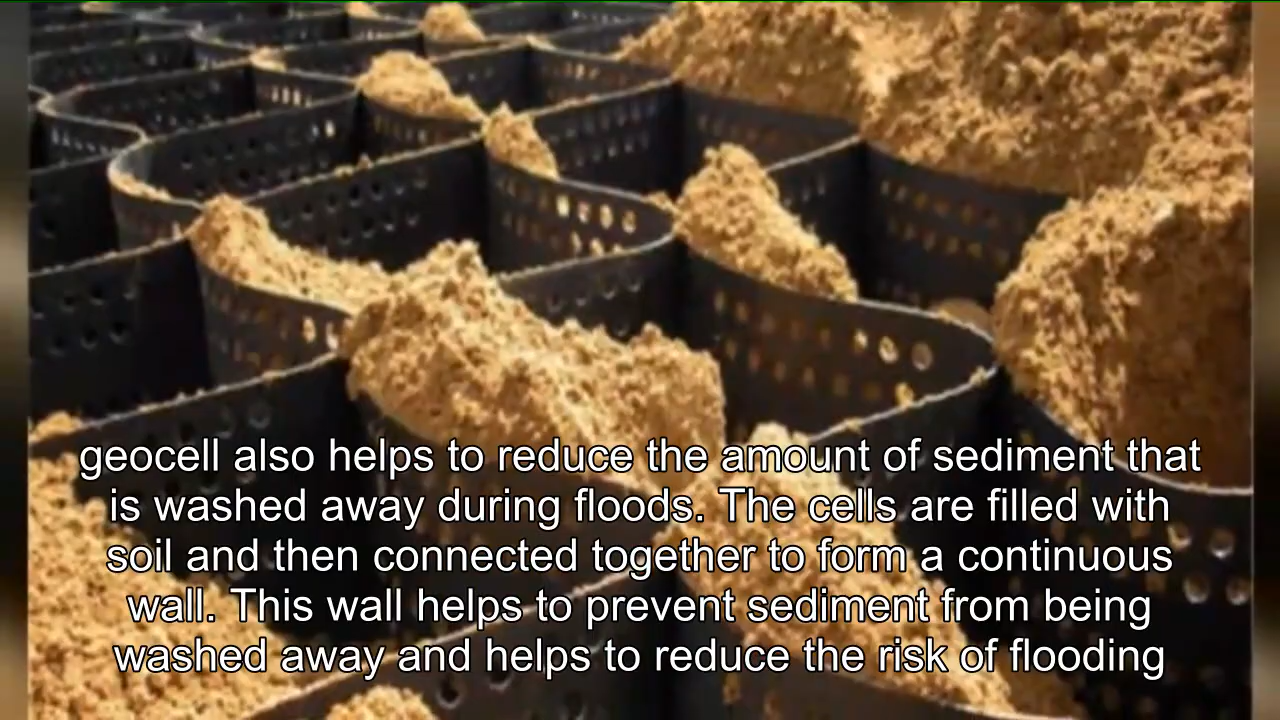 geocell also helps to reduce the amount of sediment that
is washed away during floods. The cells are filled with
soil and then connected together to form a continuous
wall. This wall helps to prevent sediment from being
washed away and helps to reduce the risk of flooding